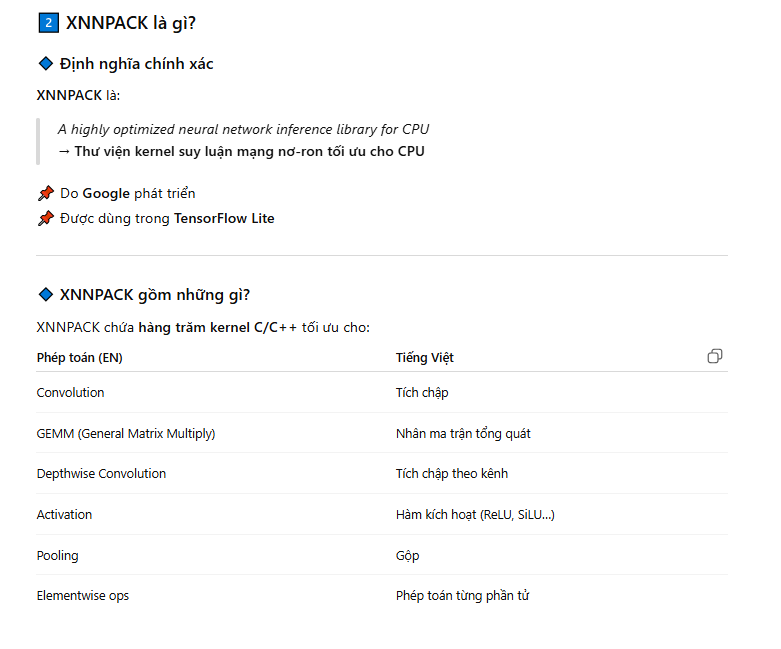 2 XNNPACK là gì?
Định nghĩa chính xác
XNNPACK là:
A highly optimized neural network inference library for CPU
→ Thư viện kernel suy luận mạng nơ-ron tối ưu cho CPU
Do Google phát triển
Được dùng trong TensorFlow Lite
XNNPACK gồm những gì?
XNNPACK chứa hàng trăm kernel C/C++ tối ưu cho:
Phép toán (EN) Tiếng Việt
Convolution Tích chập
GEMM (General Matrix Multiply) Nhân ma trận tổng quát
Depthwise Convolution Tích chập theo kênh
Activation Hàm kích hoạt (ReLU, SiLU...)
Pooling Gộp
Elementwise ops Phép toán từng phần tử